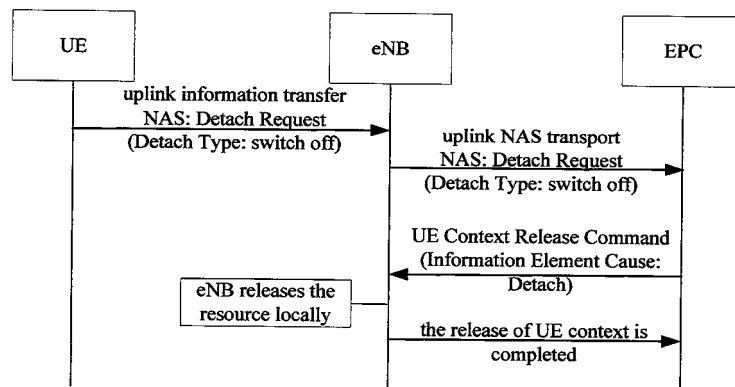 UE
eNB
EPC
uplink information transfer
NAS: Detach Request
(Detach Type: switch off)
uplink NAS transport
NAS: Detach Request
(Detach Type: switch off)
UE Context Release Command
(Information Element Cause:
Detach)
eNB releases the
resource locally
the release of UE context is
completed